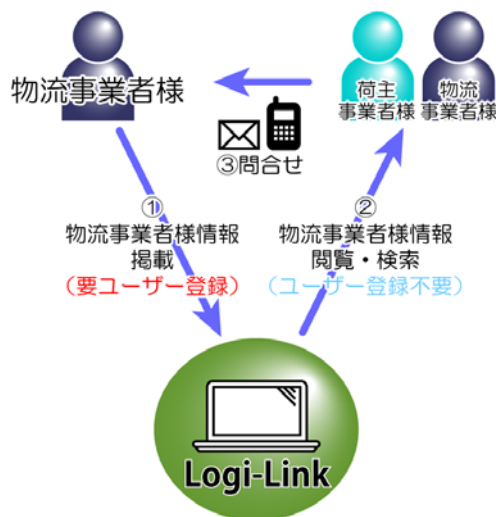 物流事業者様
荷主
事業者様
物流
事業者様
③問合せ
①
物流事業者様情報
掲載
（要ユーザー登録）
②
物流事業者様情報
閲覧・検索
（ユーザー登録不要）
Logi-Link